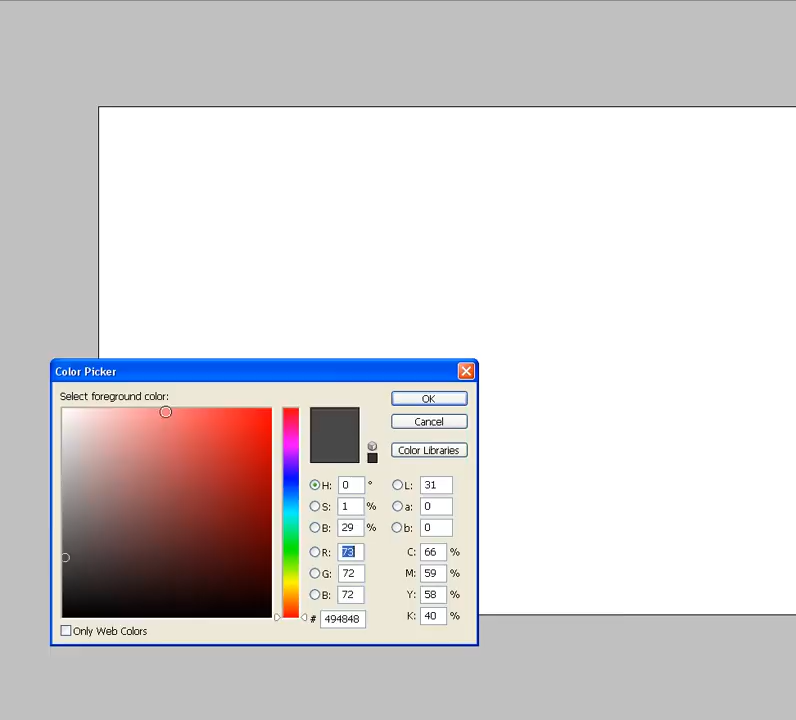 Color Picker
Select foreground color:
OK
Cancel
Color Libraries
H: 0 ° L: 31
S: 1 % a: 0
B: 29 % b: 0
R: 73 C: 66 %
G: 72 M: 59 %
B: 72 Y: 58 %
# 494848 K: 40 %
Only Web Colors